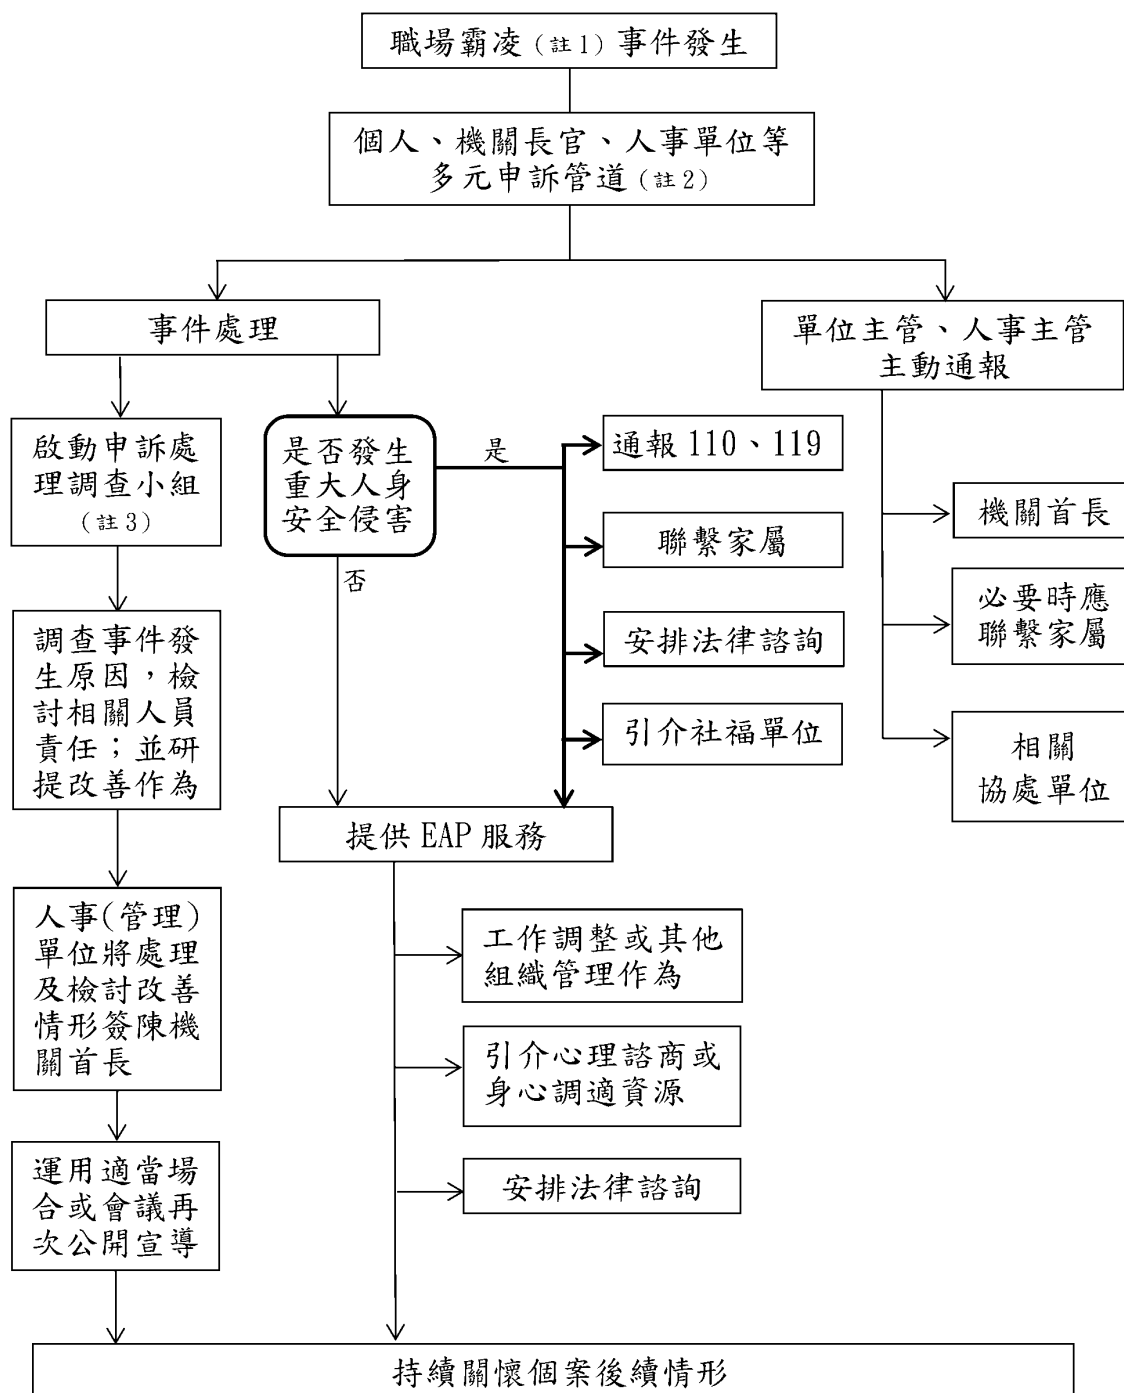 職場霸凌(註1)事件發生
個人、機關長官、人事單位等
多元申訴管道(註2)
事件處理
單位主管、人事主管
主動通報
啟動申訴處
理調查小組
(註3)
是否發生
重大人身
安全侵害
是
否
通報110、119
聯繫家屬
安排法律諮詢
引介社福單位
機關首長
必要時應
聯繫家屬
相關
協處單位
調查事件發
生原因，檢
討相關人員
責任；並研
提改善作為
提供EAP服務
人事(管理)
單位將處理
及檢討改善
情形簽陳機
關首長
工作調整或其他
組織管理作為
引介心理諮商或
身心調適資源
安排法律諮詢
運用適當場
合或會議再
次公開宣導
持續關懷個案後續情形